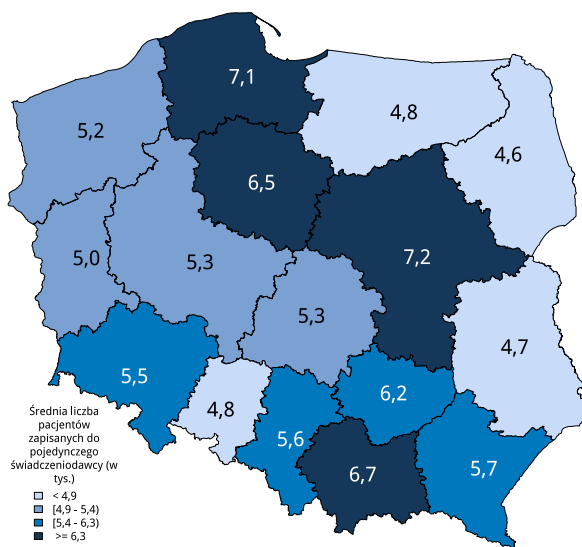 7,1
4,8
5,2
4,6
6,5
7,2
5,0
5,3
5,3
4,7
5,5
6,2
4,8
5,6
6,7
5,7
Średnia liczba
pacjentów
zapisanych do
pojedynczego
świadczeniodawcy (w
tys.)
< 4,9
[4,9 - 5,4)
[5,4 - 6,3)
>= 6,3